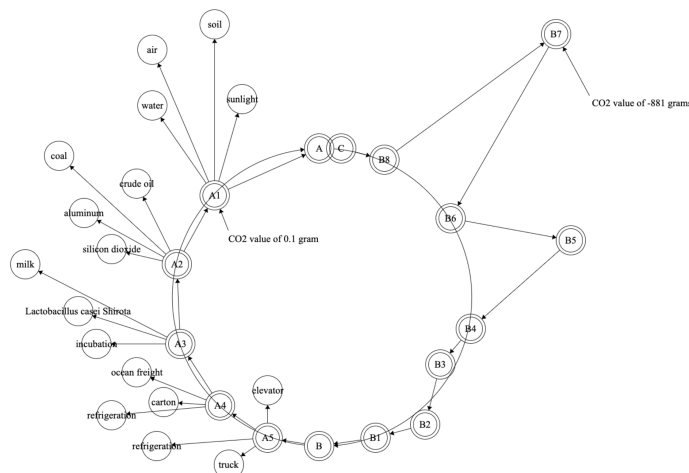 soil
B7
air
sunlight
CO2 value of -881 grams
water
A
C
B8
coal
crude oil
A1
aluminum
B6
CO2 value of 0.1 gram
silicon dioxide
A2
B5
milk
Lactobacillus casei Shirota
B4
incubation
A3
B3
ocean freight
elevator
carton
A4
refrigeration
B2
refrigeration
A5
B
B1
truck